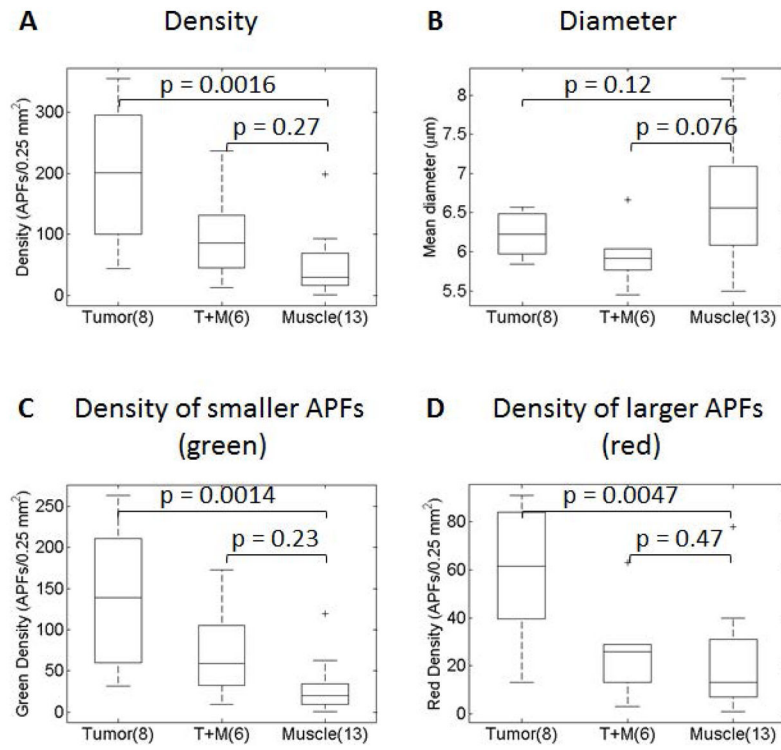 A Density
Density (APFs/0.25 mm²)
300
200
100
0
p = 0.0016
p = 0.27
Tumor(8) T+M(6) Muscle(13)
B Diameter
Mean diameter (μm)
8
7.5
7
6.5
6
5.5
p = 0.12
p = 0.076
Tumor(8) T+M(6) Muscle(13)
C Density of smaller APFs
(green)
Green Density (APFs/0.25 mm²)
250
200
150
100
50
0
p = 0.0014
p = 0.23
Tumor(8) T+M(6) Muscle(13)
D Density of larger APFs
(red)
Red Density (APFs/0.25 mm²)
80
60
40
20
0
p = 0.0047
p = 0.47
Tumor(8) T+M(6) Muscle(13)